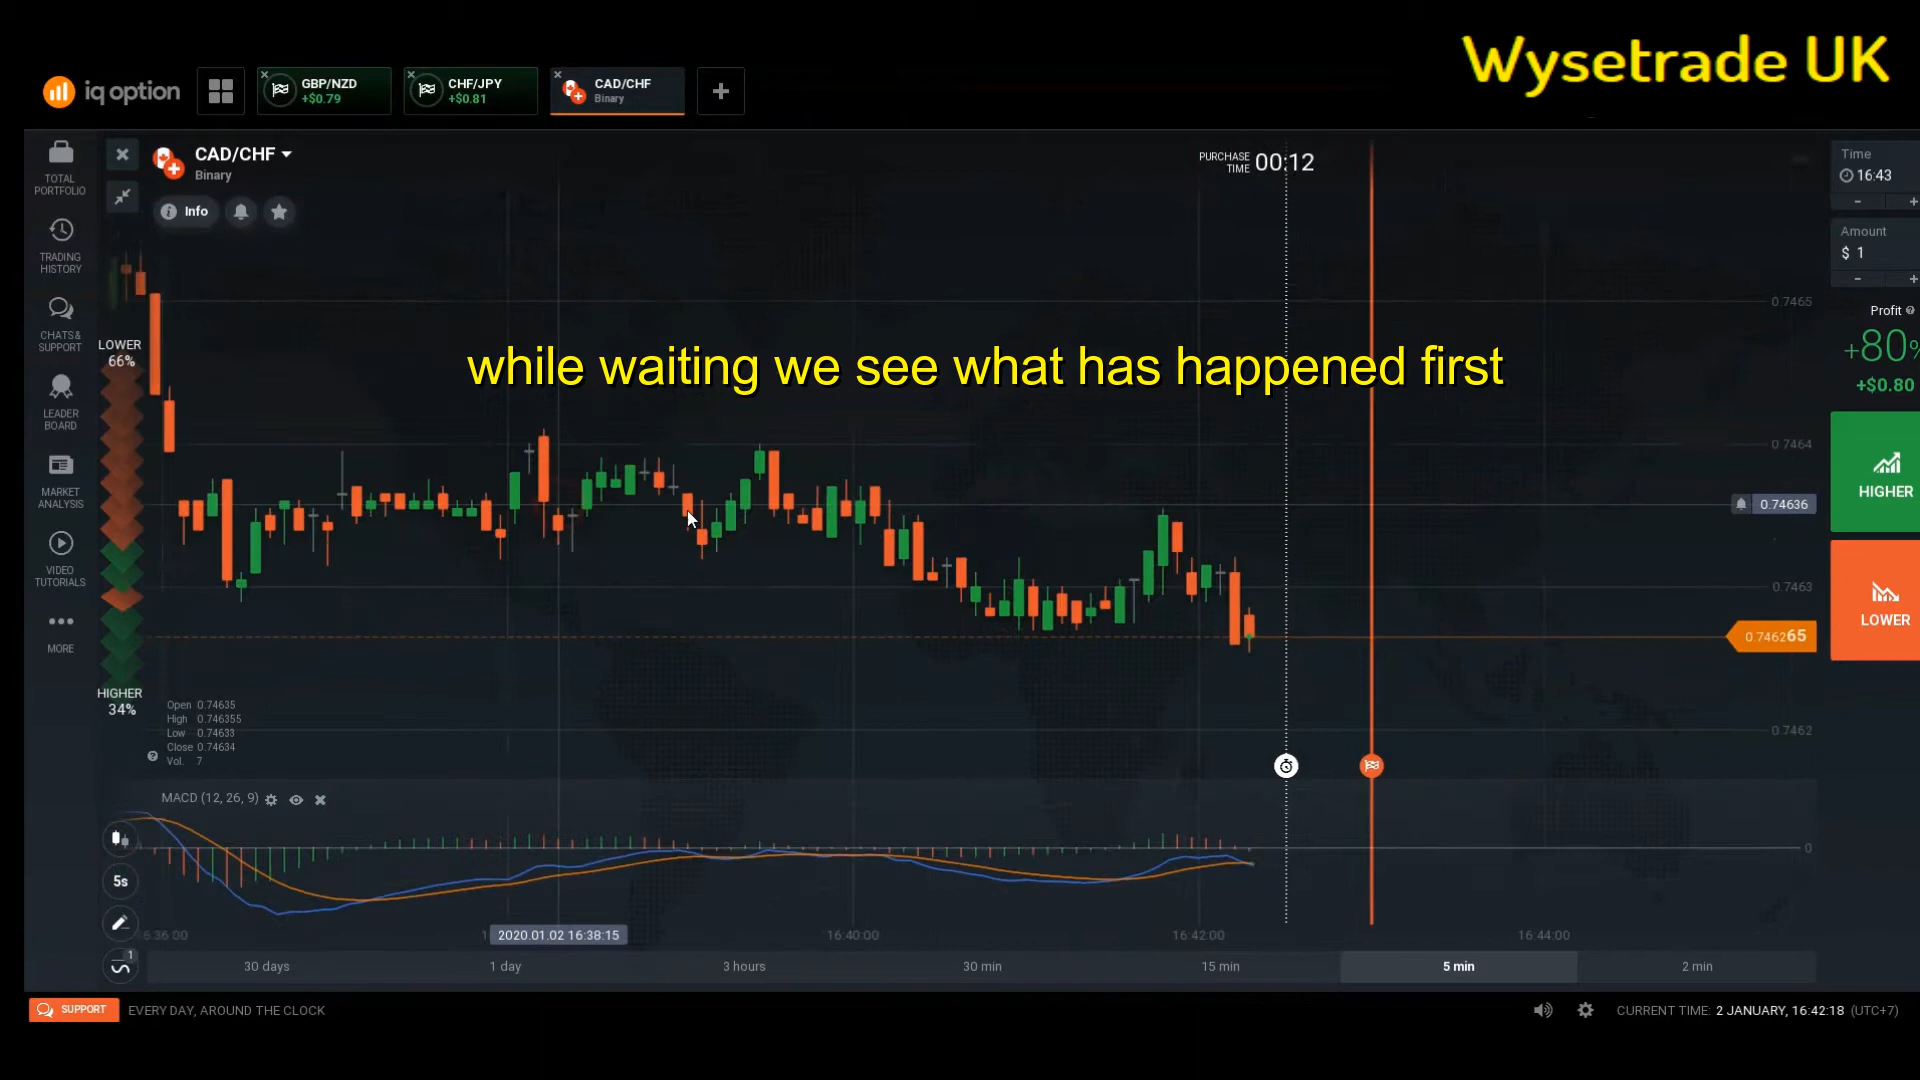 Wysetrade UK
iq option
GBP/NZD
+$0.79
CHF/JPY
+$0.81
CAD/CHF
Binary
TOTAL
PORTFOLIO
CAD/CHF
Binary
Info
PURCHASE
TIME
00:12
Time
16:43
- +
Amount
$ 1
- +
TRADING
HISTORY
CHATS &
SUPPORT
LEADER
BOARD
MARKET
ANALYSIS
VIDEO
TUTORIALS
MORE
LOWER
66%
HIGHER
34%
while waiting we see what has happened first
0.7465
0.7464
0.74636
0.7463
0.746265
0.7462
Profit
+80%
+$0.80
HIGHER
LOWER
Open 0.74635
High 0.746355
Low 0.74633
Close 0.74634
Vol. 7
MACD (12, 26, 9)
0
5s
1
6:36:00
2020.01.02 16:38:15
16:40:00
16:42:00
16:44:00
30 days
1 day
3 hours
30 min
15 min
5 min
2 min
SUPPORT
EVERY DAY, AROUND THE CLOCK
CURRENT TIME: 2 JANUARY, 16:42:18 (UTC+7)